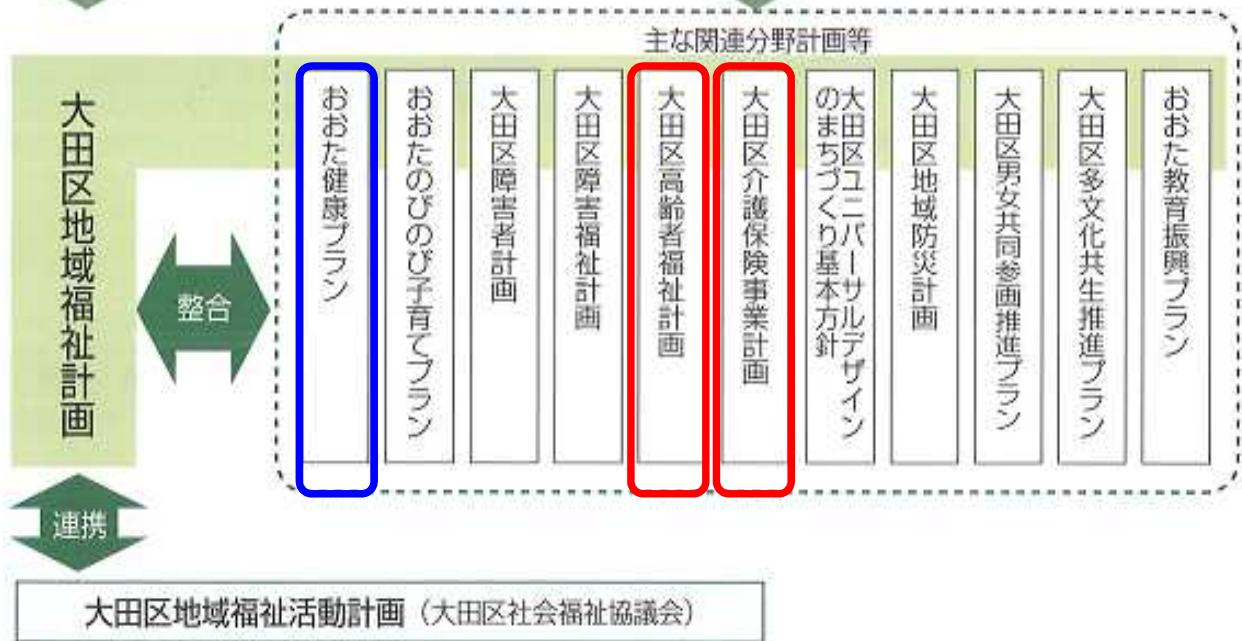 主な関連分野計画等
大田区地域福祉計画
整合
おおた健康プラン
おおたのびのび子育てプラン
大田区障害者計画
大田区障害福祉計画
大田区高齢者福祉計画
大田区介護保険事業計画
大田区ユニバーサルデザイン
のまちづくり基本方針
大田区地域防災計画
大田区男女共同参画推進プラン
大田区多文化共生推進プラン
おおた教育振興プラン
連携
大田区地域福祉活動計画（大田区社会福祉協議会）